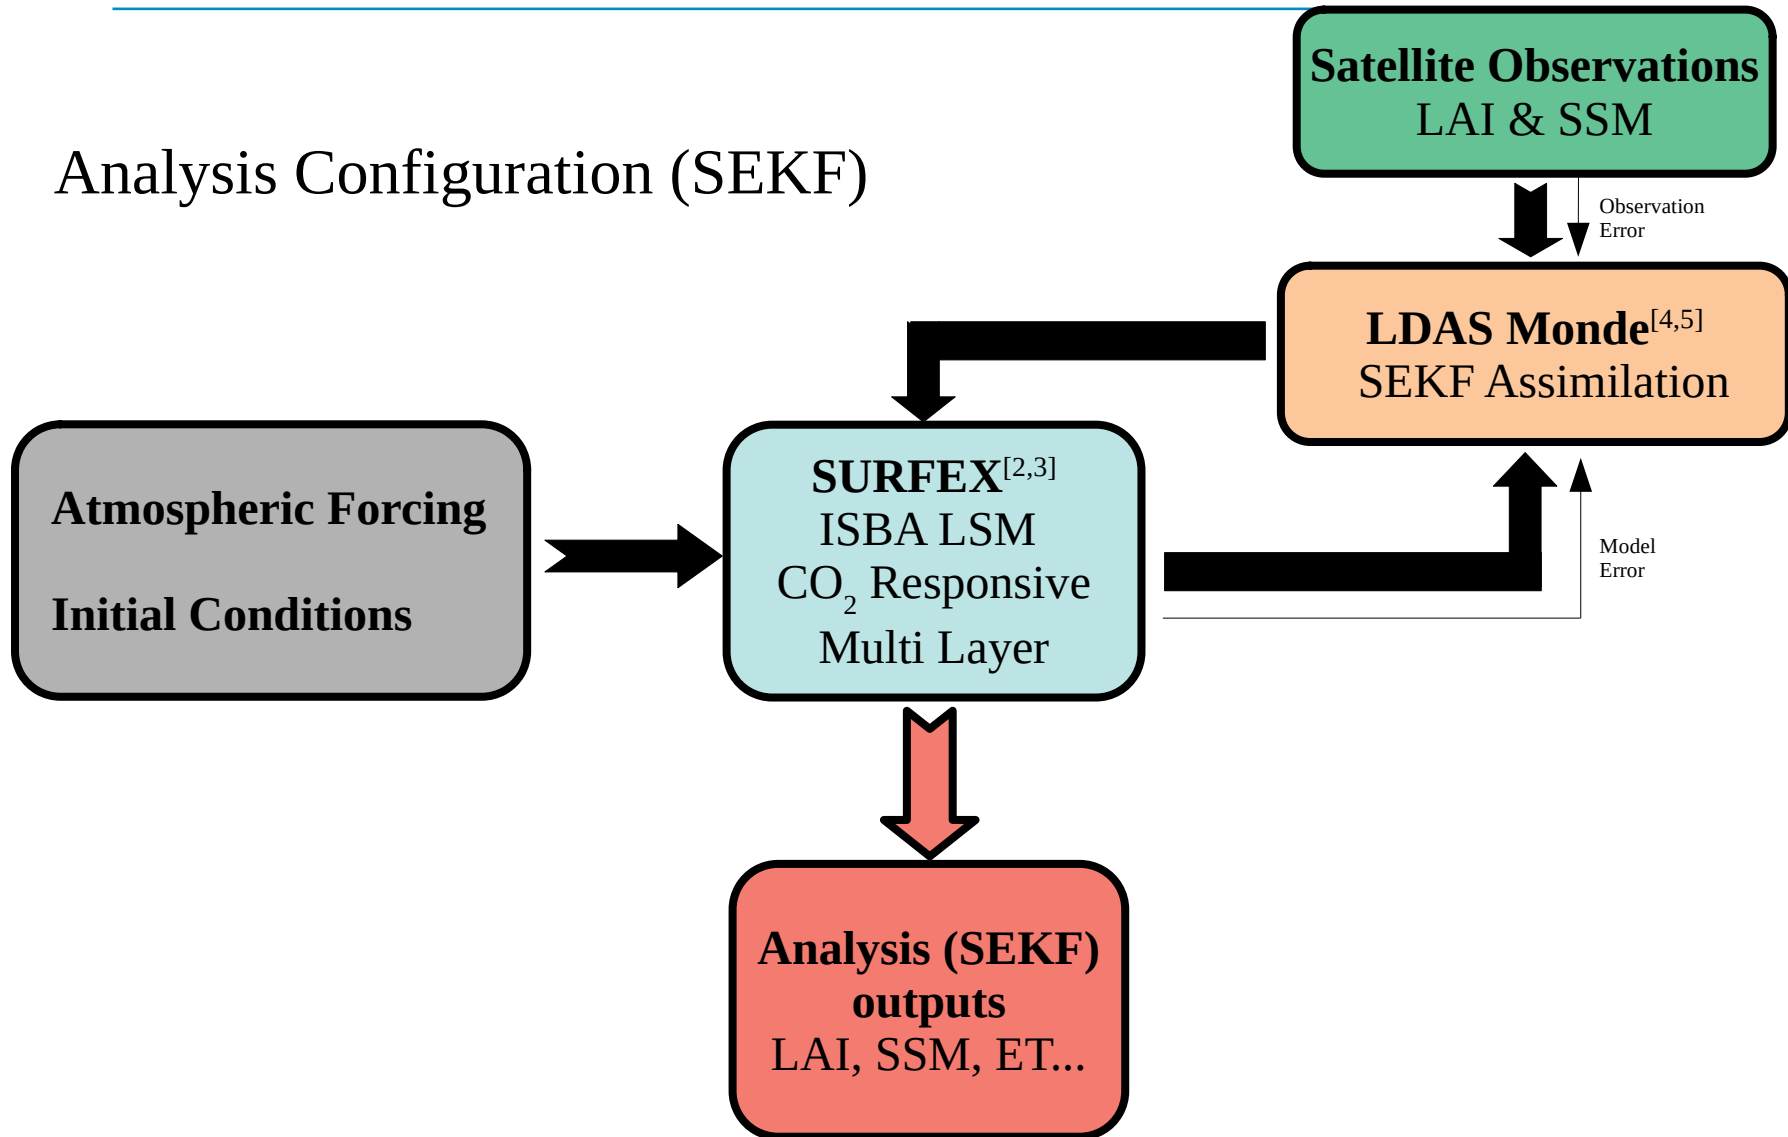 Satellite Observations
LAI & SSM
Analysis Configuration (SEKF)
Observation
Error
LDAS Monde[4,5]
SEKF Assimilation
Atmospheric Forcing
Initial Conditions
SURFEX[2,3]
ISBA LSM
CO2 Responsive
Multi Layer
Model
Error
Analysis (SEKF)
outputs
LAI, SSM, ET...